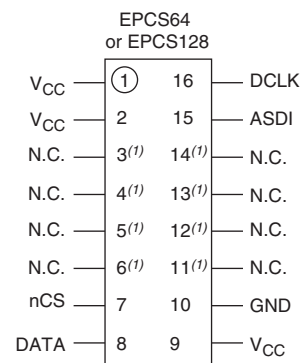 EPCS64
or EPCS128
VCC 1 16 DCLK
VCC 2 15 ASDI
N.C. 3(1) 14(1) N.C.
N.C. 4(1) 13(1) N.C.
N.C. 5(1) 12(1) N.C.
N.C. 6(1) 11(1) N.C.
nCS 7 10 GND
DATA 8 9 VCC